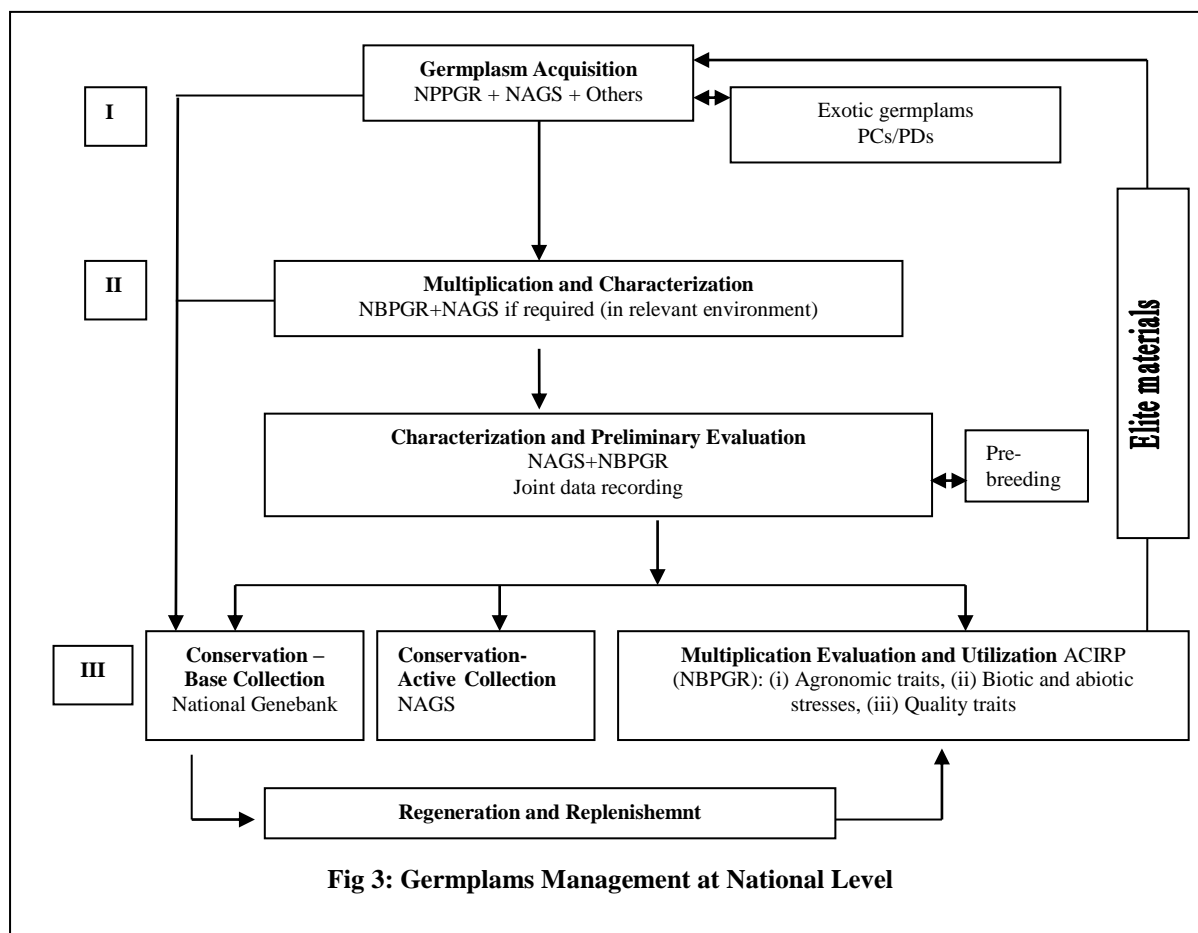 Germplasm Acquisition
NPPGR + NAGS + Others
I
Exotic germplams
PCs/PDs
II
Multiplication and Characterization
NBPGR+NAGS if required (in relevant environment)
Elite materials
Characterization and Preliminary Evaluation
NAGS+NBPGR
Joint data recording
Pre-
breeding
III
Conservation –
Base Collection
National Genebank
Conservation-
Active Collection
NAGS
Multiplication Evaluation and Utilization ACIRP
(NBPGR): (i) Agronomic traits, (ii) Biotic and abiotic
stresses, (iii) Quality traits
Regeneration and Replenishemnt
Fig 3: Germplams Management at National Level